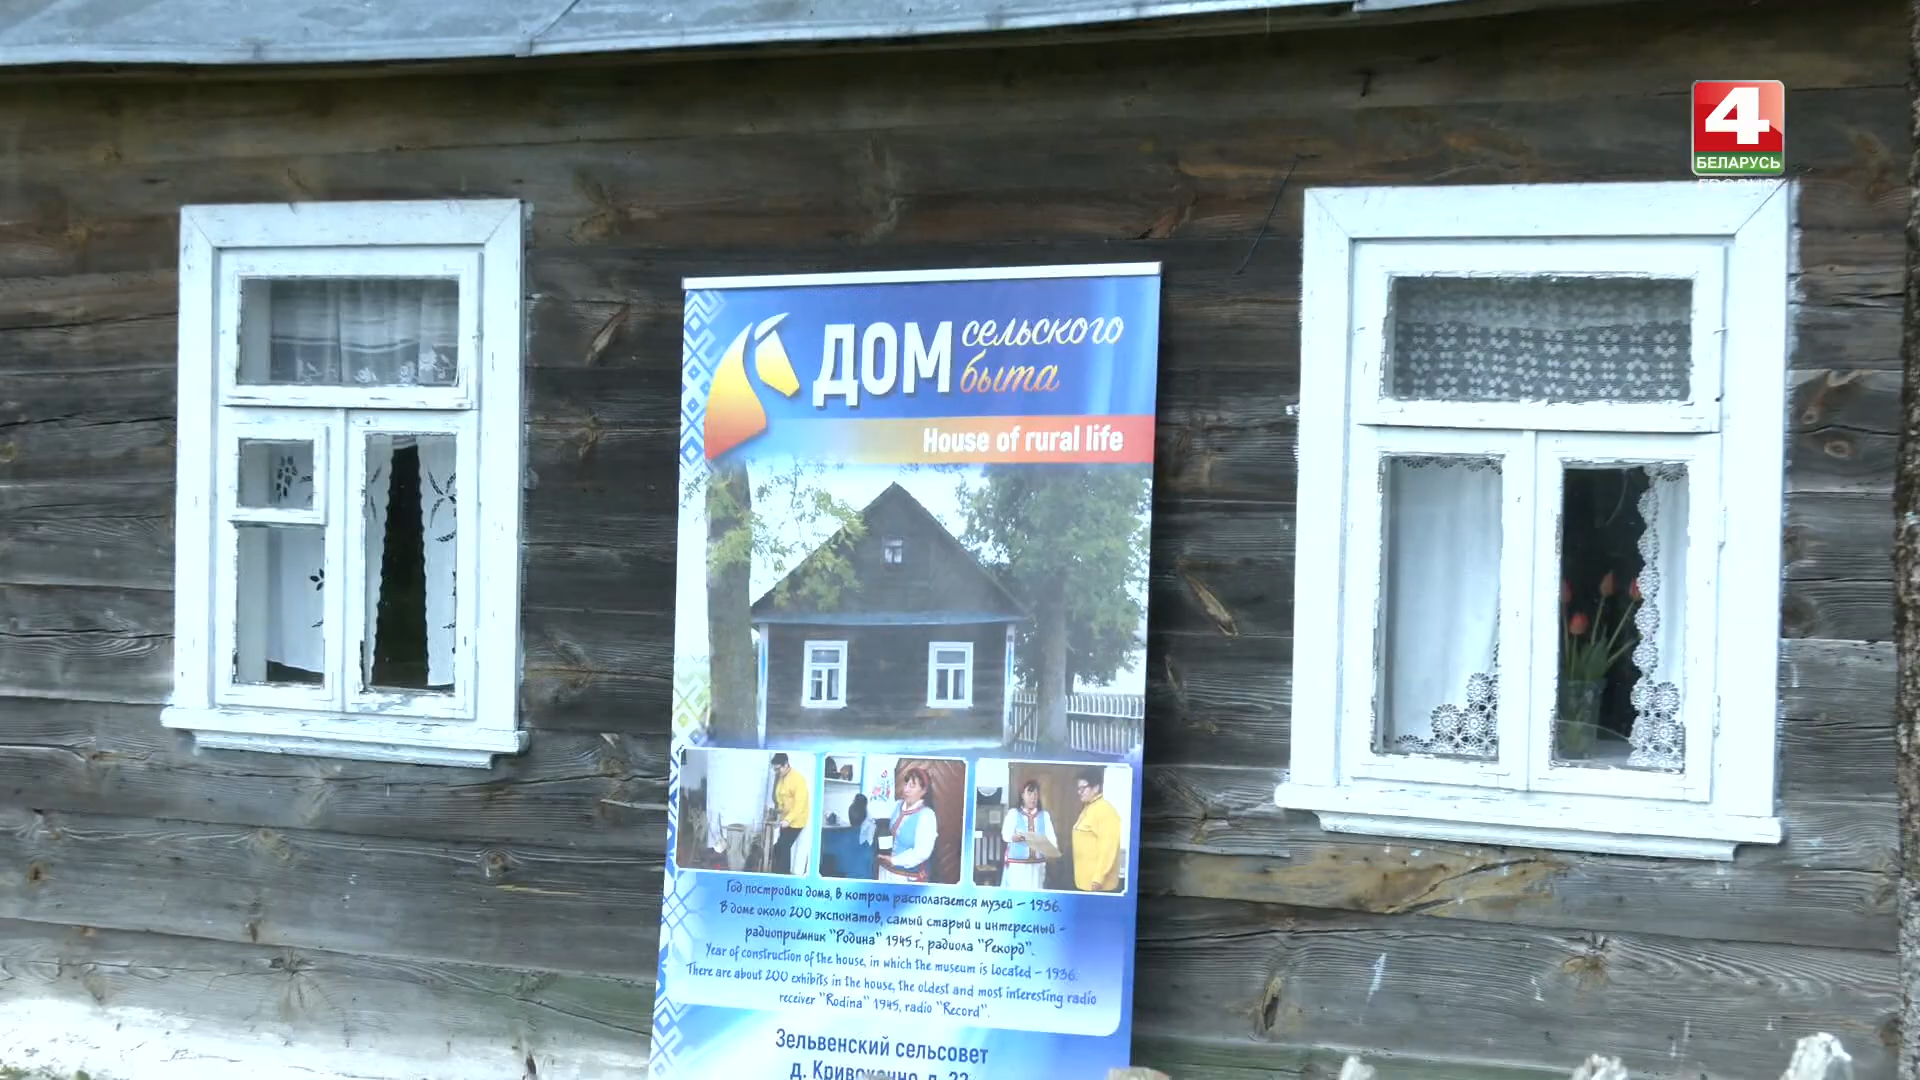 4
БЕЛАРУСЬ
ДОМ сельского
быта
House of rural life
Год постройки дома, в котром располагается музей – 1936.
В доме около 200 экспонатов, самый старый и интересный –
радиоприёмник "Родина" 1945 г., радиола "Рекорд".
Year of construction of the house, in which the museum is located – 1936.
There are about 200 exhibits in the house, the oldest and most interesting radio
receiver "Rodina" 1945, radio "Record".
Зельвенский сельсовет
д.